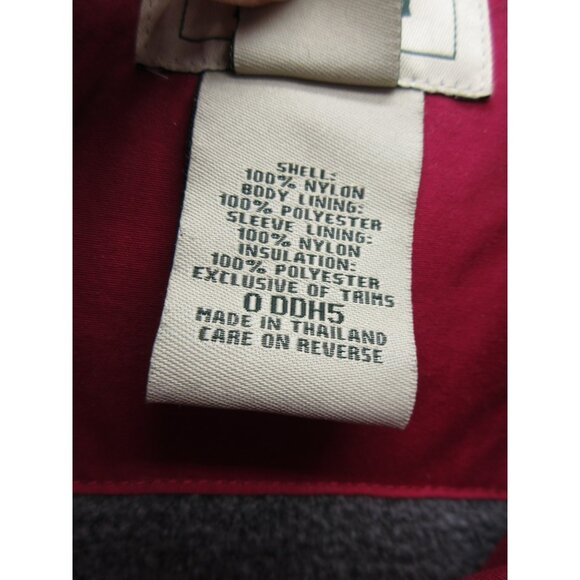 SHELL:
100% NYLON
BODY LINING:
100% POLYESTER
SLEEVE LINING:
100% NYLON
INSULATION:
100% POLYESTER
EXCLUSIVE OF TRIMS
0 DDH5
MADE IN THAILAND
CARE ON REVERSE